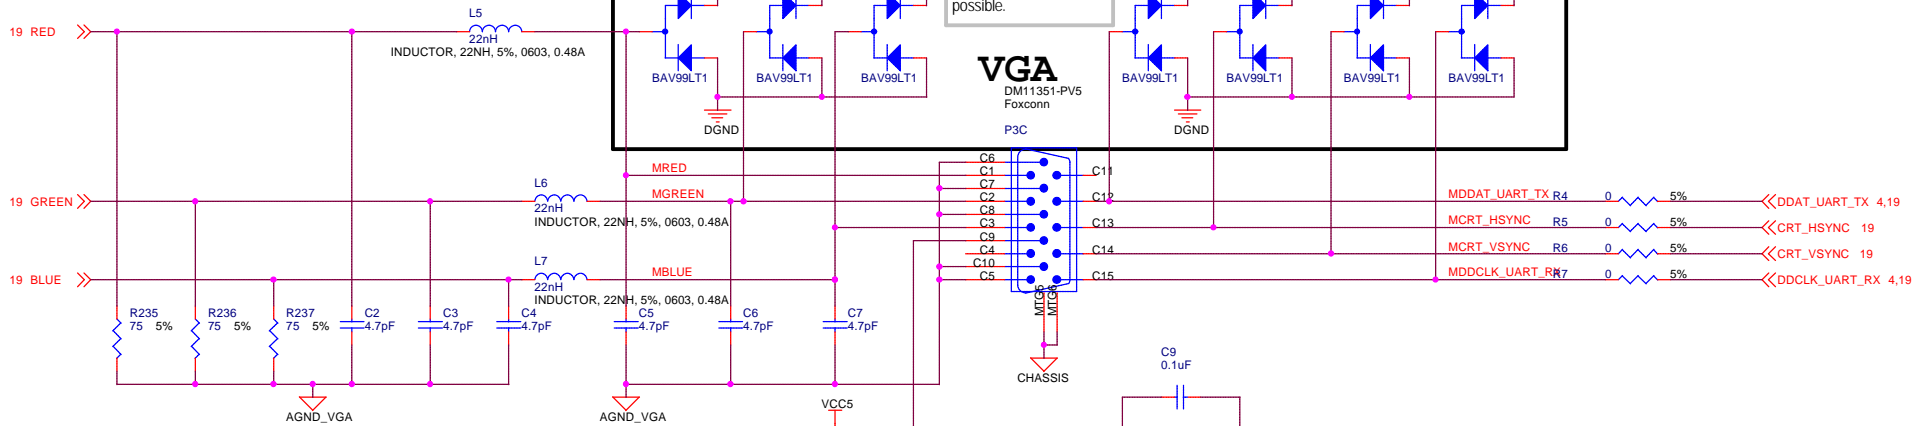 possible.
L5
19 RED
22nH
INDUCTOR, 22NH, 5%, 0603, 0.48A
BAV99LT1
BAV99LT1
BAV99LT1
VGA
DM11351-PV5
Foxconn
BAV99LT1
BAV99LT1
BAV99LT1
BAV99LT1
DGND
P3C
DGND
MRED
C6
C1
C7
C2
C8
C3
C9
C4
C10
C5
C11
C12
C13
C14
C15
L6
19 GREEN
22nH
INDUCTOR, 22NH, 5%, 0603, 0.48A
MGREEN
MDDAT_UART_TX R4 0 5% DDAT_UART_TX 4,19
MCRT_HSYNC R5 0 5% CRT_HSYNC 19
MCRT_VSYNC R6 0 5% CRT_VSYNC 19
MDDCLK_UART_RX R7 0 5% DDCLK_UART_RX 4,19
L7
19 BLUE
22nH
INDUCTOR, 22NH, 5%, 0603, 0.48A
MBLUE
MTG5
MTG6
R235
75 5%
R236
75 5%
R237
75 5%
C2
4.7pF
C3
4.7pF
C4
4.7pF
C5
4.7pF
C6
4.7pF
C7
4.7pF
CHASSIS
C9
0.1uF
AGND_VGA
AGND_VGA
VCC5